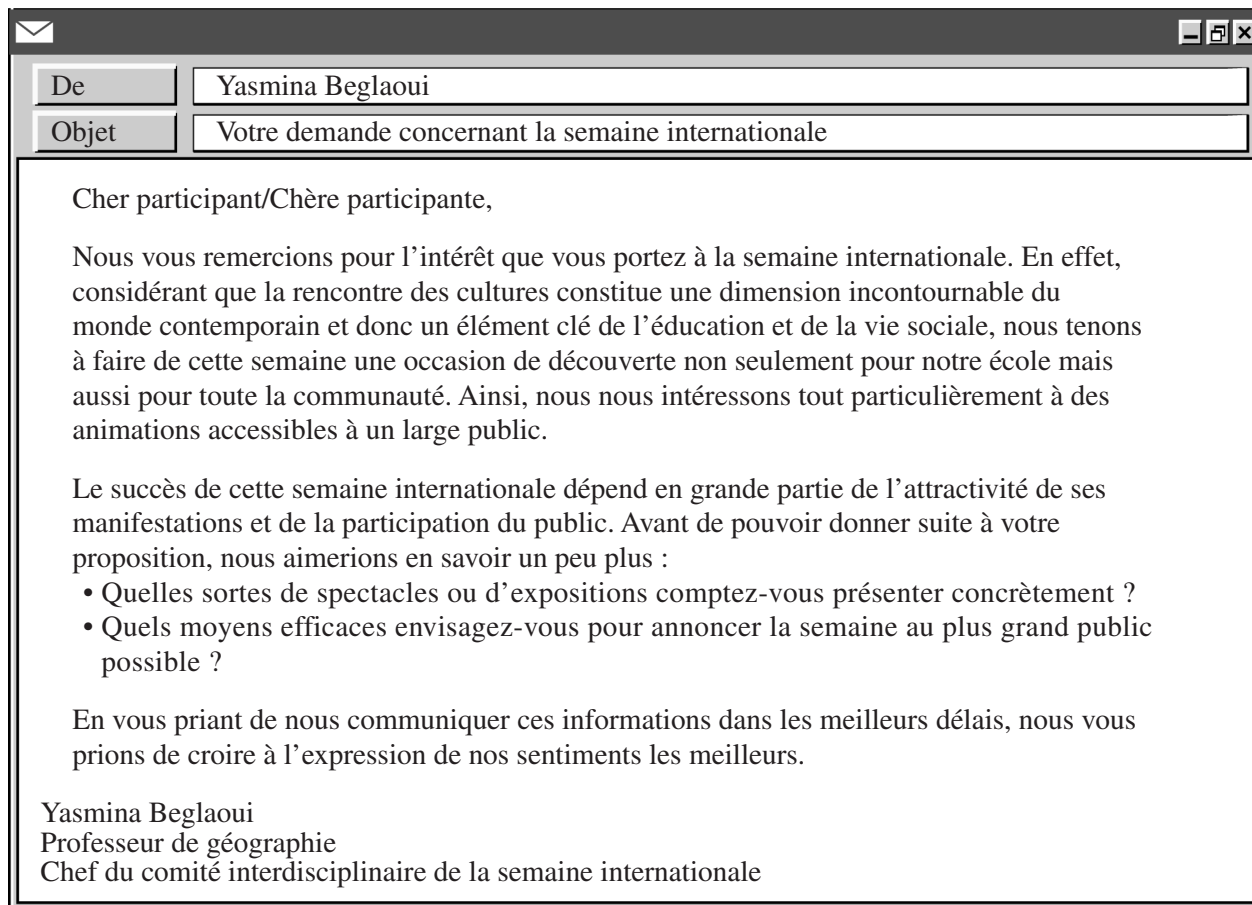 De Yasmina Beglaoui
Objet Votre demande concernant la semaine internationale
Cher participant/Chère participante,
Nous vous remercions pour l’intérêt que vous portez à la semaine internationale. En effet,
considérant que la rencontre des cultures constitue une dimension incontournable du
monde contemporain et donc un élément clé de l’éducation et de la vie sociale, nous tenons
à faire de cette semaine une occasion de découverte non seulement pour notre école mais
aussi pour toute la communauté. Ainsi, nous nous intéressons tout particulièrement à des
animations accessibles à un large public.
Le succès de cette semaine internationale dépend en grande partie de l’attractivité de ses
manifestations et de la participation du public. Avant de pouvoir donner suite à votre
proposition, nous aimerions en savoir un peu plus :
• Quelles sortes de spectacles ou d’expositions comptez-vous présenter concrètement ?
• Quels moyens efficaces envisagez-vous pour annoncer la semaine au plus grand public
possible ?
En vous priant de nous communiquer ces informations dans les meilleurs délais, nous vous
prions de croire à l’expression de nos sentiments les meilleurs.
Yasmina Beglaoui
Professeur de géographie
Chef du comité interdisciplinaire de la semaine internationale